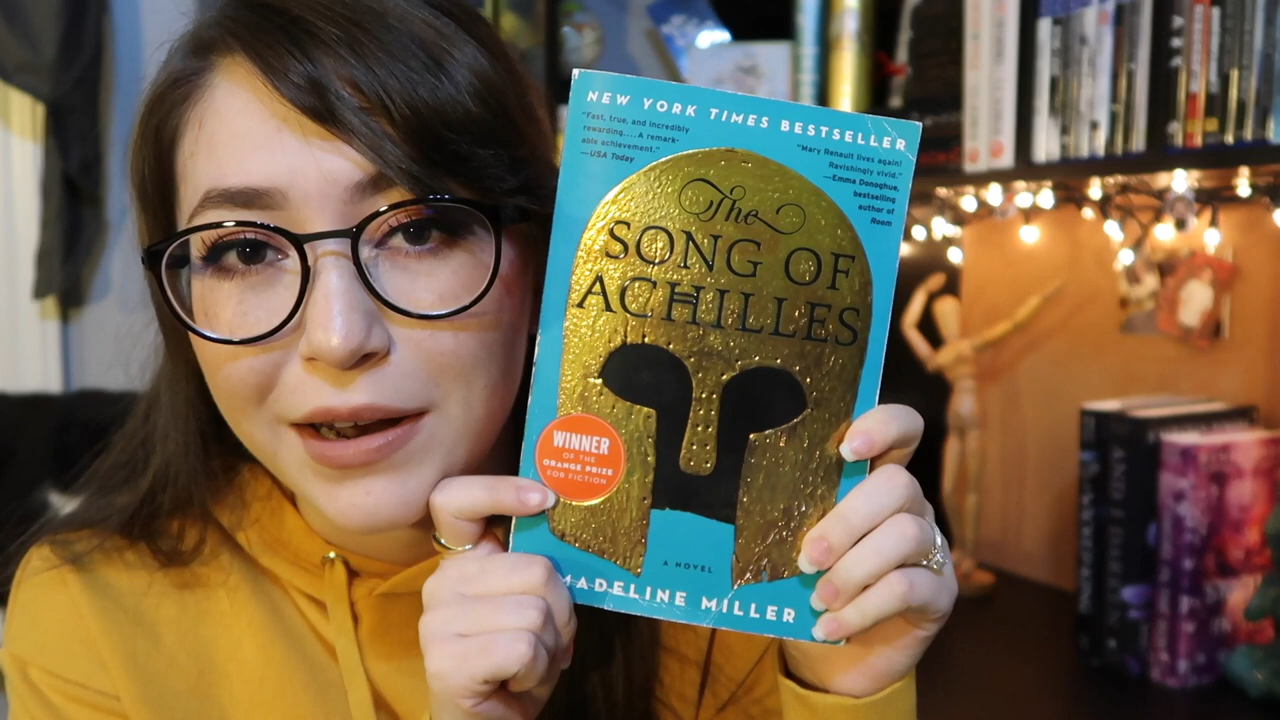 NEW YORK TIMES BESTSELLER
"Fast, true, and incredibly
rewarding.... A remark-
able achievement."
—USA Today
"Mary Renault lives again!
Ravishingly vivid."
—Emma Donoghue,
bestselling
author of
Room
The
SONG OF
ACHILLES
WINNER
OF THE
ORANGE PRIZE
FOR FICTION
A NOVEL
MADELINE MILLER